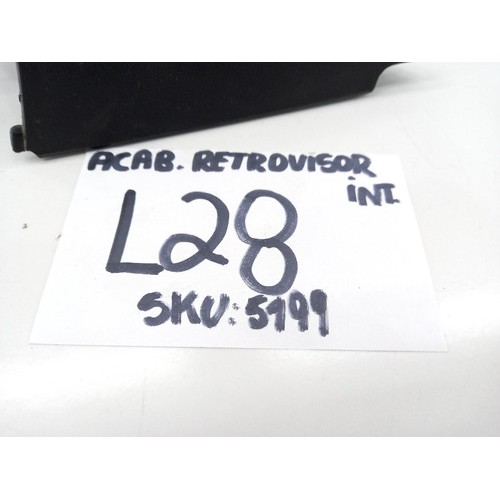 ACAB. RETROVISOR
INT.
L28
SKU: 5199